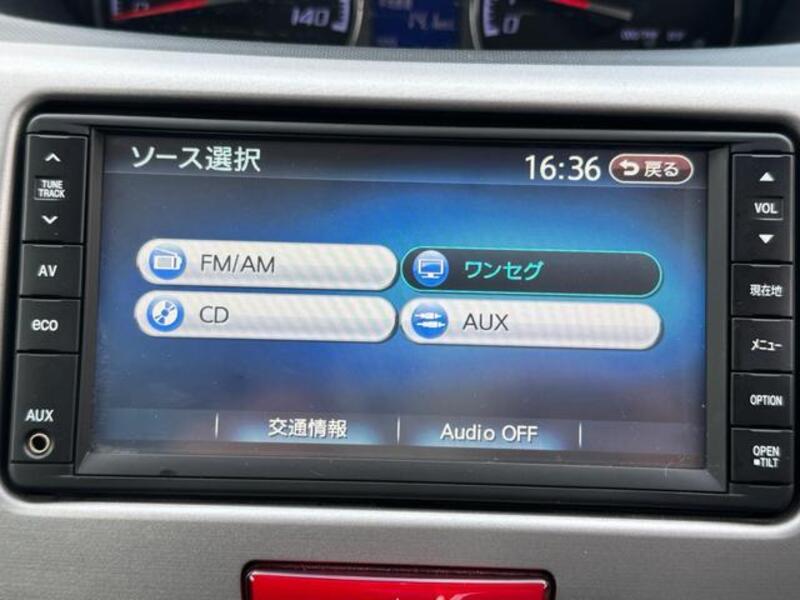 140
0
ソース選択
16:36
戻る
TUNE
TRACK
AV
eco
AUX
FM/AM
ワンセグ
CD
AUX
交通情報
Audio OFF
VOL
現在地
メニュー
OPTION
OPEN
TILT